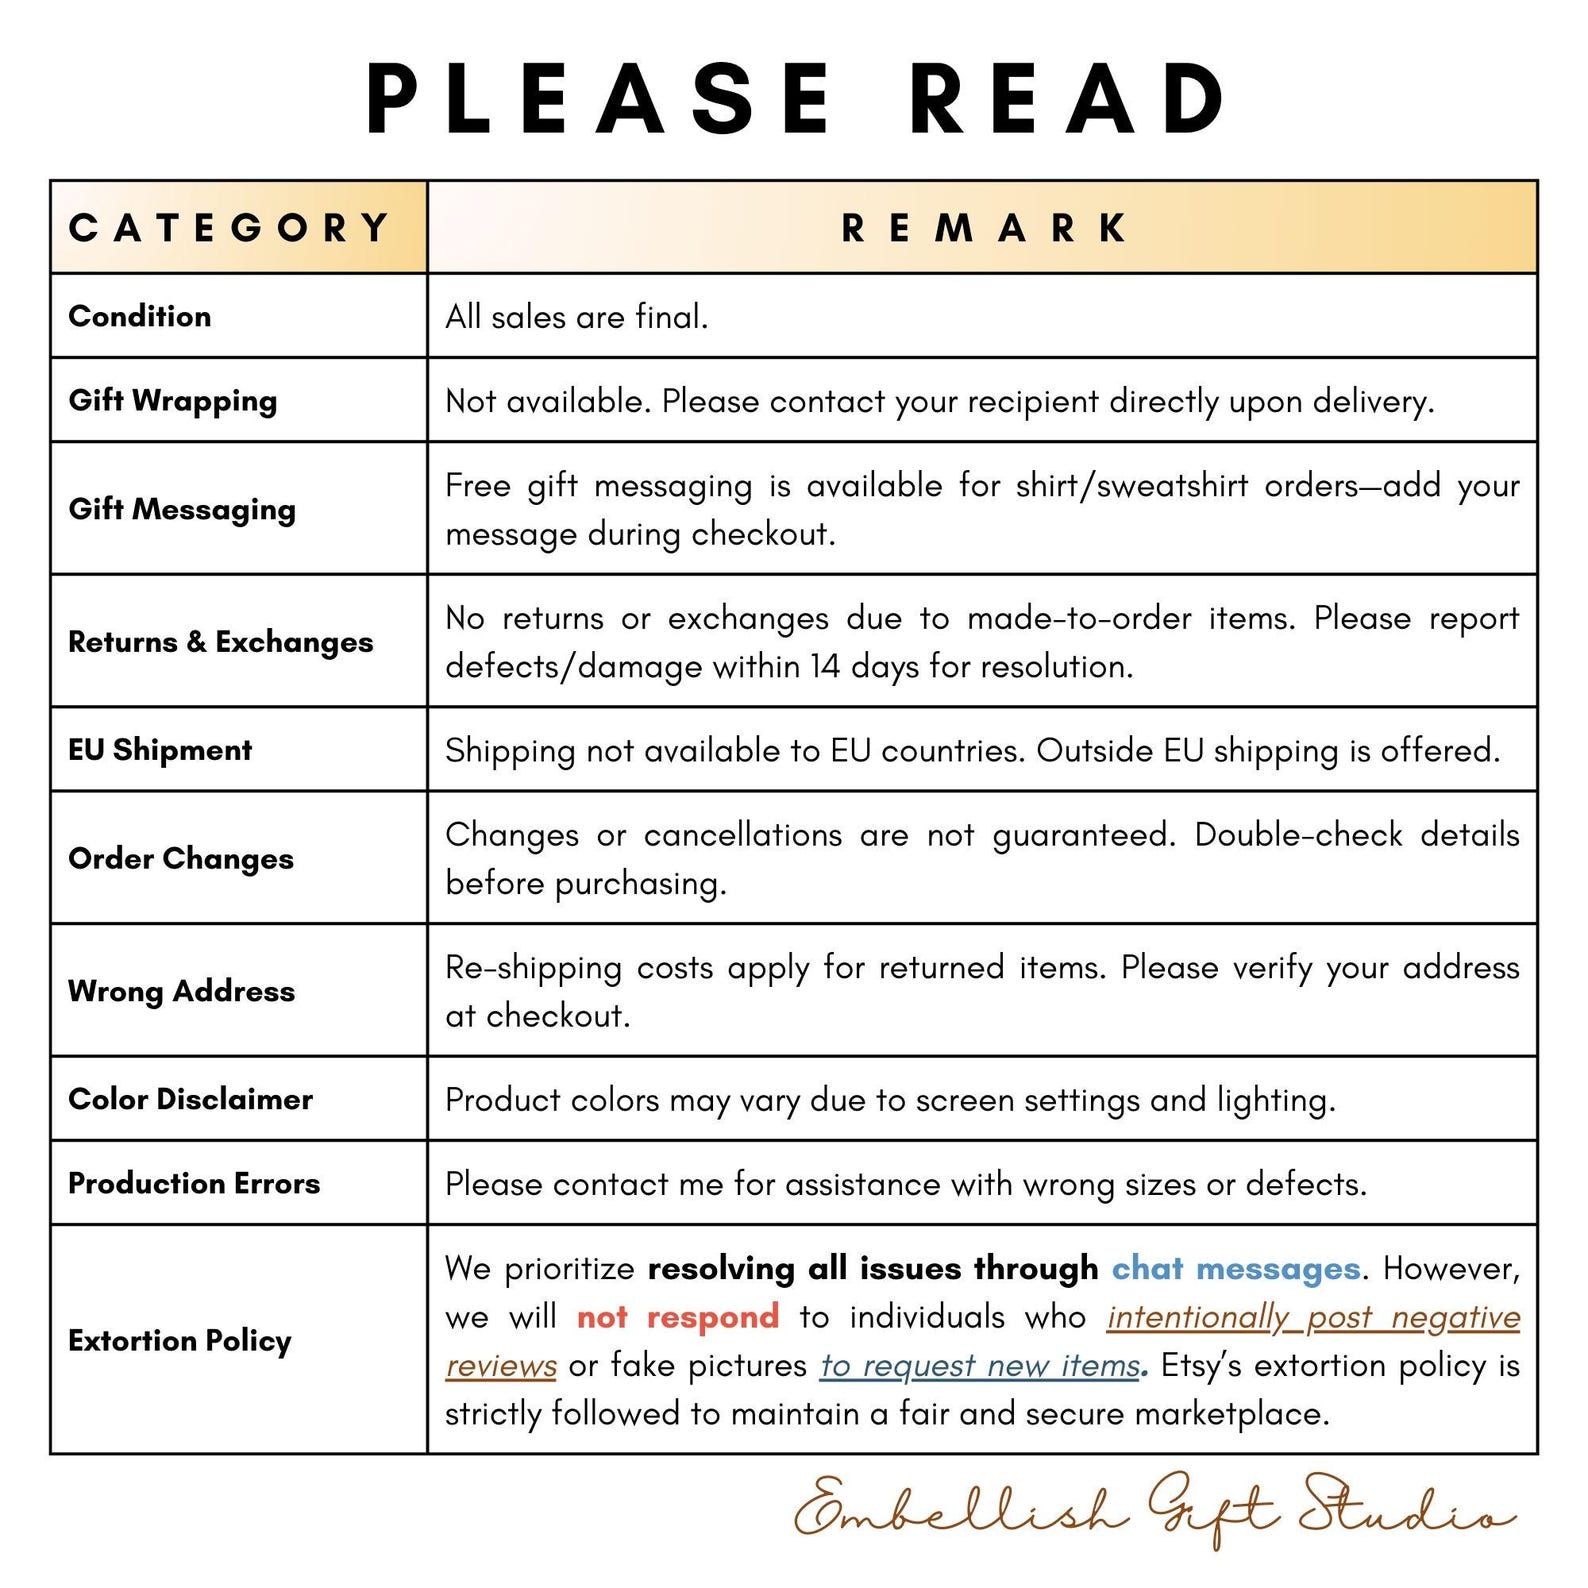 PLEASE READ
CATEGORY
REMARK
Condition
All sales are final.
Gift Wrapping
Not available. Please contact your recipient directly upon delivery.
Gift Messaging
Free gift messaging is available for shirt/sweatshirt orders—add your
message during checkout.
Returns & Exchanges
No returns or exchanges due to made-to-order items. Please report
defects/damage within 14 days for resolution.
EU Shipment
Shipping not available to EU countries. Outside EU shipping is offered.
Order Changes
Changes or cancellations are not guaranteed. Double-check details
before purchasing.
Wrong Address
Re-shipping costs apply for returned items. Please verify your address
at checkout.
Color Disclaimer
Product colors may vary due to screen settings and lighting.
Production Errors
Please contact me for assistance with wrong sizes or defects.
Extortion Policy
We prioritize resolving all issues through chat messages. However,
we will not respond to individuals who intentionally post negative
reviews or fake pictures to request new items. Etsy’s extortion policy is
strictly followed to maintain a fair and secure marketplace.
Embellish Gift Studio